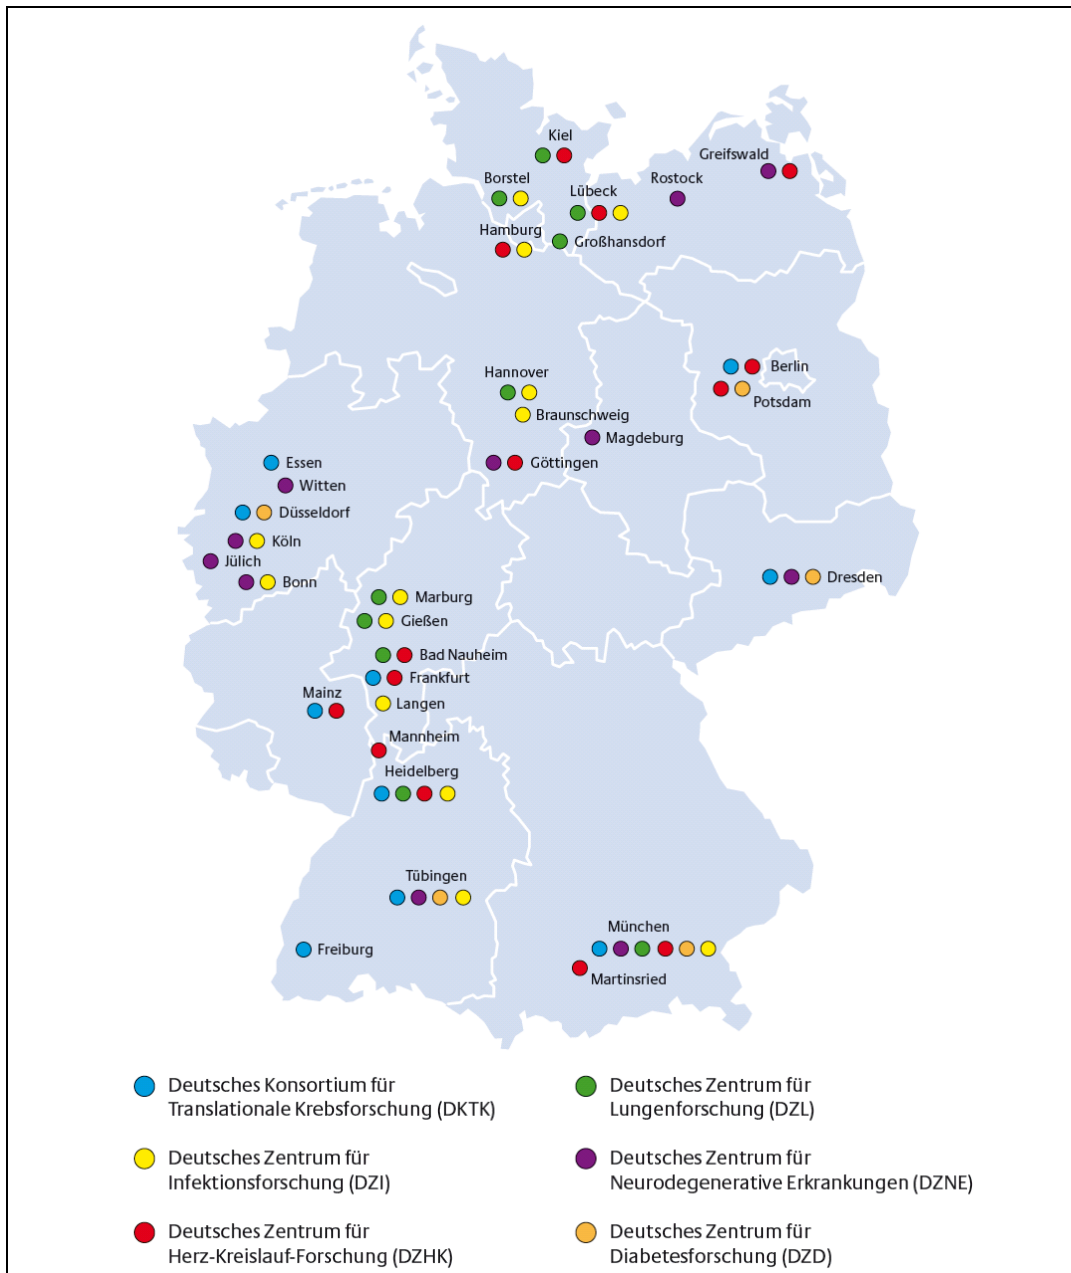 Kiel
Greifswald
Borstel
Rostock
Lübeck
Hamburg
Großhansdorf
Berlin
Hannover
Potsdam
Braunschweig
Magdeburg
Essen
Göttingen
Witten
Düsseldorf
Köln
Jülich
Bonn
Dresden
Marburg
Gießen
Bad Nauheim
Frankfurt
Mainz
Langen
Mannheim
Heidelberg
Tübingen
München
Freiburg
Martinsried
Deutsches Konsortium für
Translationale Krebsforschung (DKTK)
Deutsches Zentrum für
Lungenforschung (DZL)
Deutsches Zentrum für
Infektionsforschung (DZI)
Deutsches Zentrum für
Neurodegenerative Erkrankungen (DZNE)
Deutsches Zentrum für
Herz-Kreislauf-Forschung (DZHK)
Deutsches Zentrum für
Diabetesforschung (DZD)